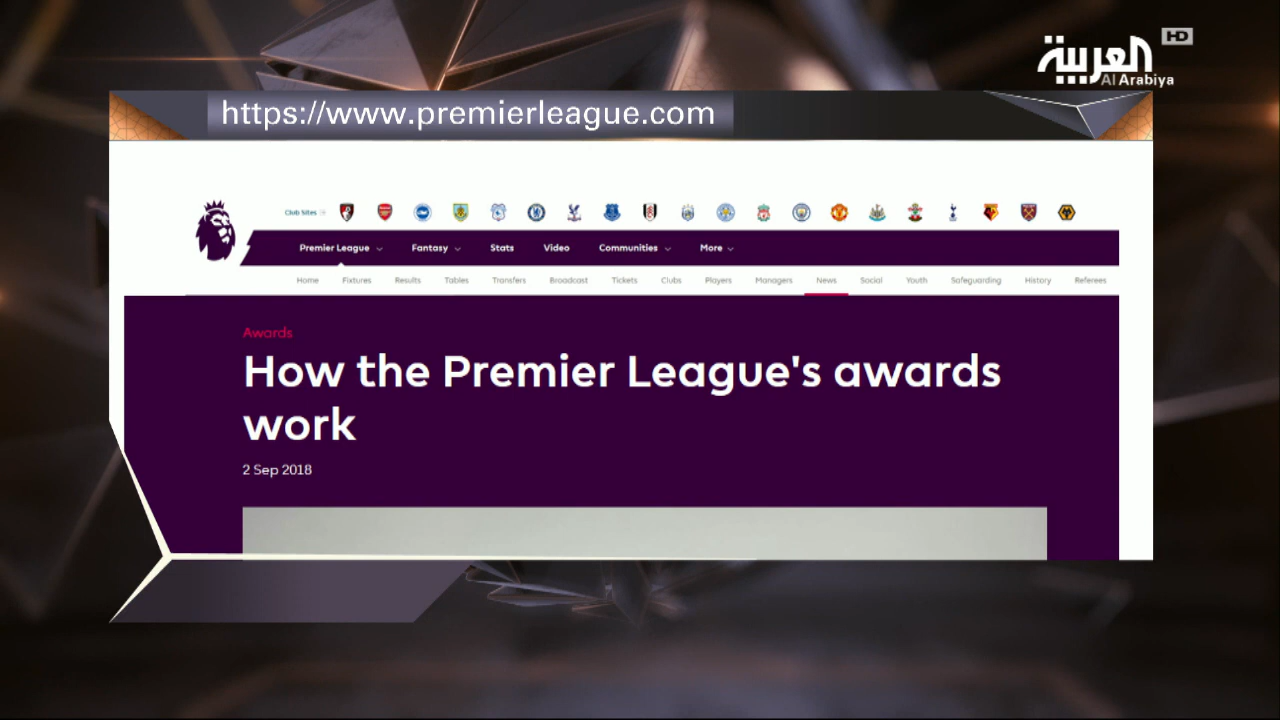 العربية HD
Al Arabiya
https://www.premierleague.com
Club Sites
Premier League Fantasy Stats Video Communities More
Home Fixtures Results Tables Transfers Broadcast Tickets Clubs Players Managers News Social Youth Safeguarding History Referees
Awards
How the Premier League's awards
work
2 Sep 2018